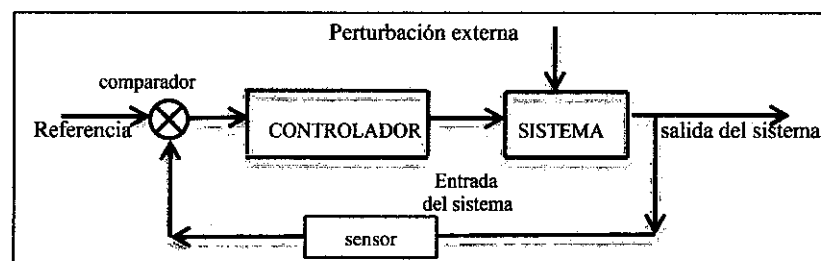 Perturbación externa
comparador
Referencia
CONTROLADOR
SISTEMA
salida del sistema
Entrada
del sistema
sensor